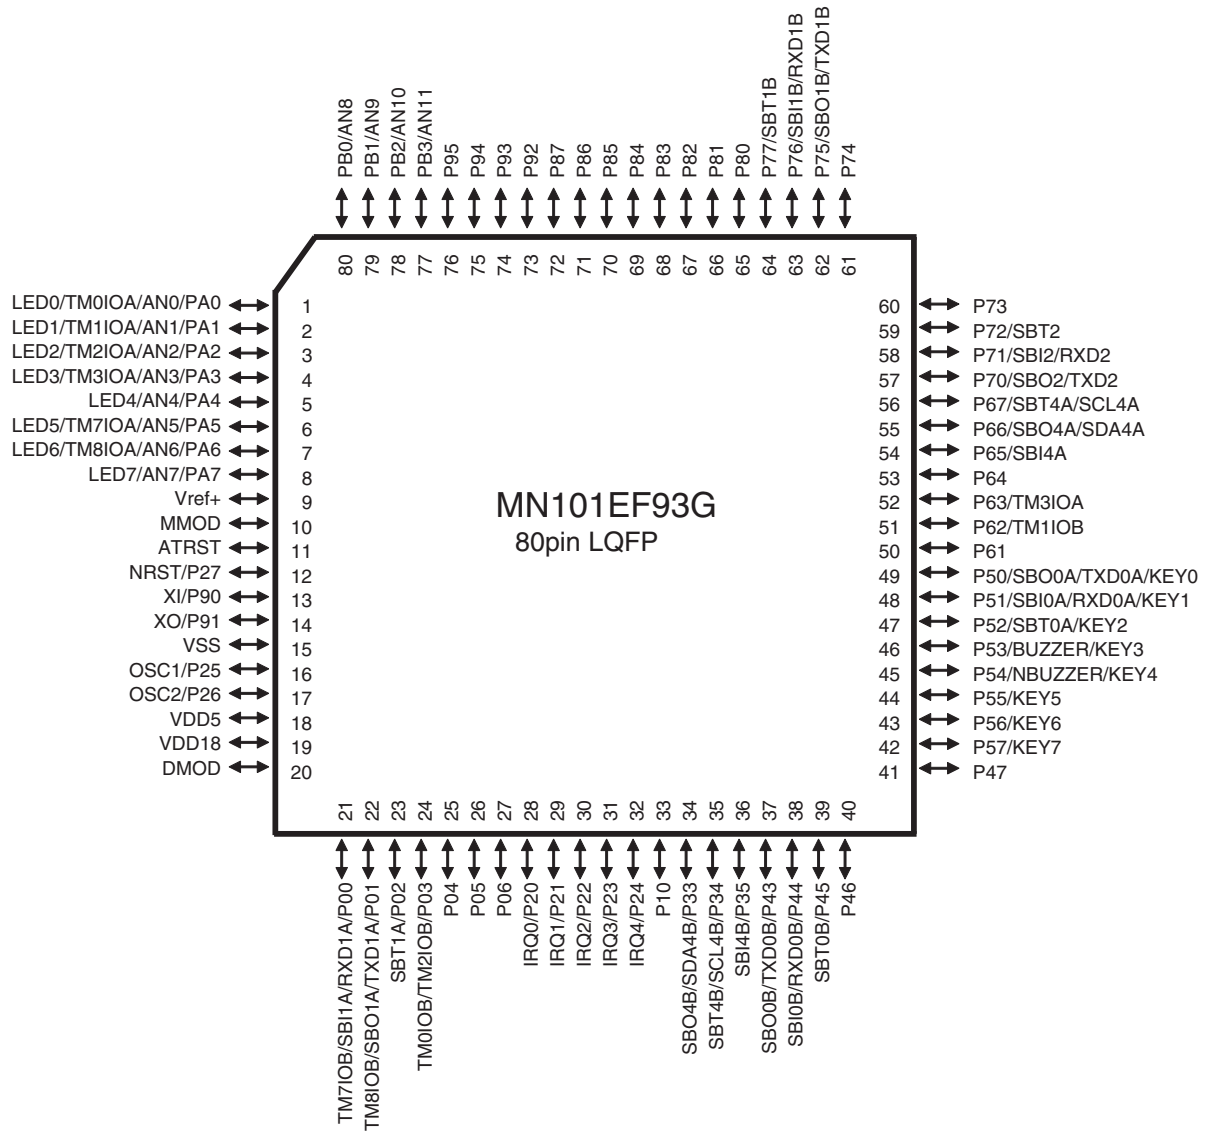 PB0/AN8
PB1/AN9
PB2/AN10
PB3/AN11
P95
P94
P93
P92
P87
P86
P85
P84
P83
P82
P81
P80
P77/SBT1B
P76/SBI1B/RXD1B
P75/SBO1B/TXD1B
P74
80
79
78
77
76
75
74
73
72
71
70
69
68
67
66
65
64
63
62
61
LED0/TM0IOA/AN0/PA0 1
LED1/TM1IOA/AN1/PA1 2
LED2/TM2IOA/AN2/PA2 3
LED3/TM3IOA/AN3/PA3 4
LED4/AN4/PA4 5
LED5/TM7IOA/AN5/PA5 6
LED6/TM8IOA/AN6/PA6 7
LED7/AN7/PA7 8
Vref+ 9
MMOD 10
ATRST 11
NRST/P27 12
XI/P90 13
XO/P91 14
VSS 15
OSC1/P25 16
OSC2/P26 17
VDD5 18
VDD18 19
DMOD 20
MN101EF93G
80pin LQFP
60 P73
59 P72/SBT2
58 P71/SBI2/RXD2
57 P70/SBO2/TXD2
56 P67/SBT4A/SCL4A
55 P66/SBO4A/SDA4A
54 P65/SBI4A
53 P64
52 P63/TM3IOA
51 P62/TM1IOB
50 P61
49 P50/SBO0A/TXD0A/KEY0
48 P51/SBI0A/RXD0A/KEY1
47 P52/SBT0A/KEY2
46 P53/BUZZER/KEY3
45 P54/NBUZZER/KEY4
44 P55/KEY5
43 P56/KEY6
42 P57/KEY7
41 P47
21
22
23
24
25
26
27
28
29
30
31
32
33
34
35
36
37
38
39
40
TM7IOB/SBI1A/RXD1A/P00
TM8IOB/SBO1A/TXD1A/P01
SBT1A/P02
TM0IOB/TM2IOB/P03
P04
P05
P06
IRQ0/P20
IRQ1/P21
IRQ2/P22
IRQ3/P23
IRQ4/P24
P10
SBO4B/SDA4B/P33
SBT4B/SCL4B/P34
SBI4B/P35
SBO0B/TXD0B/P43
SBI0B/RXD0B/P44
SBT0B/P45
P46